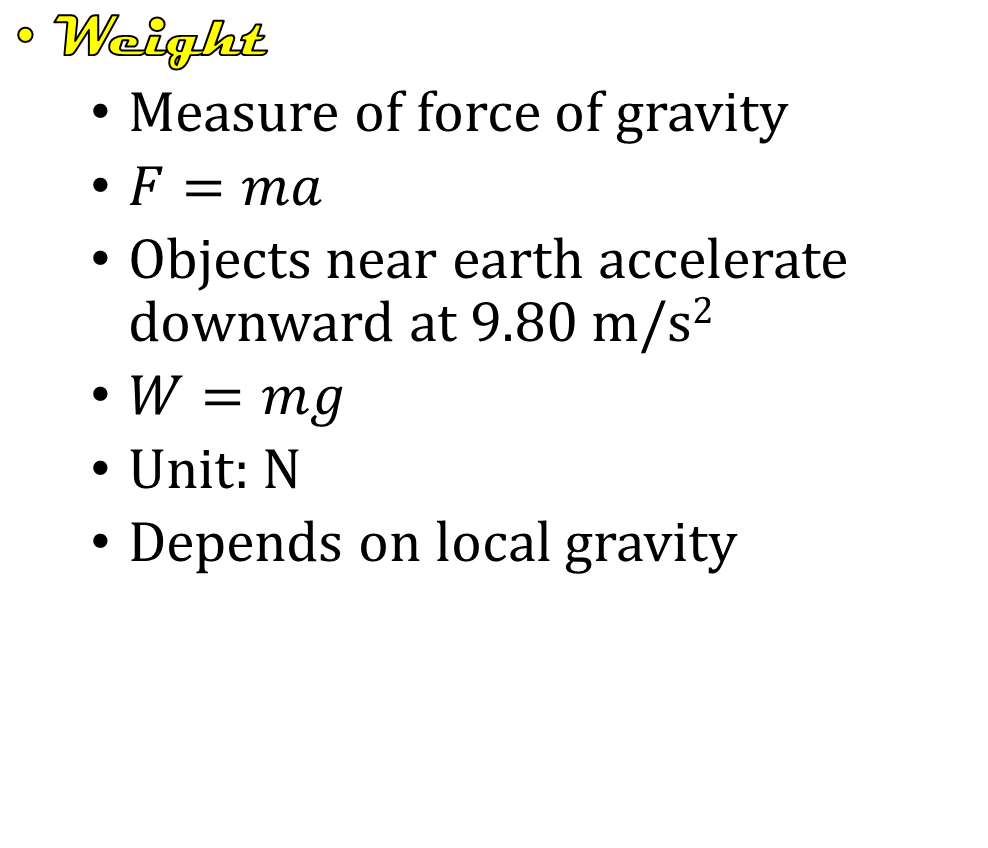 • Weight
• Measure of force of gravity
• F = ma
• Objects near earth accelerate
downward at 9.80 m/s²
• W = mg
• Unit: N
• Depends on local gravity